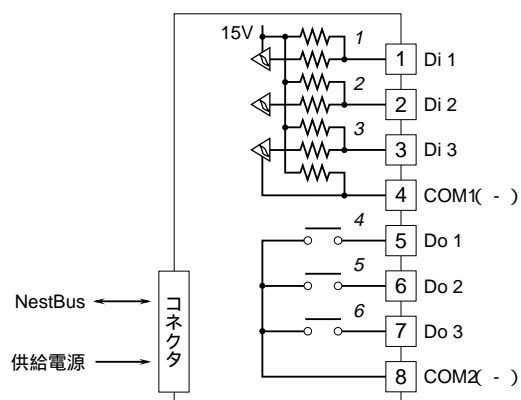 15V
1
1 Di 1
2
2 Di 2
3
3 Di 3
4 COM1( - )
4
5 Do 1
5
6 Do 2
6
7 Do 3
8 COM2( - )
NestBus
供給電源
コネクタ